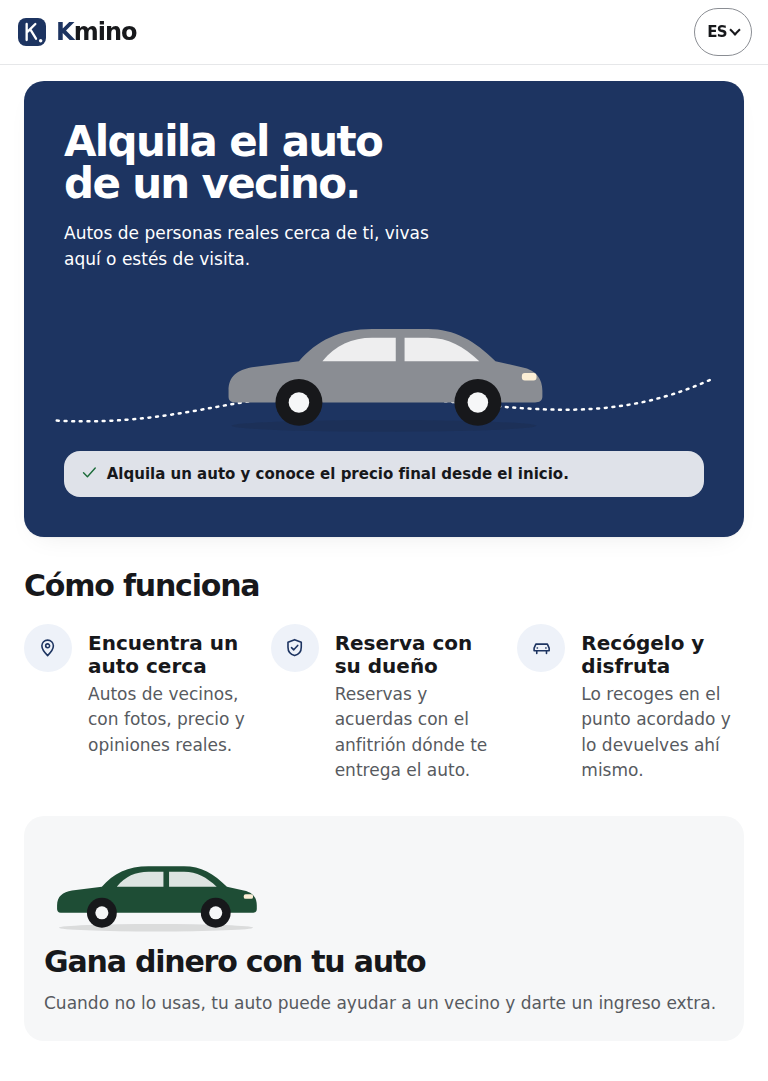 Kmino
ES
Alquila el auto
de un vecino.
Autos de personas reales cerca de ti, vivas
aquí o estés de visita.
Alquila un auto y conoce el precio final desde el inicio.
Cómo funciona
Encuentra un
auto cerca
Autos de vecinos,
con fotos, precio y
opiniones reales.
Reserva con
su dueño
Reservas y
acuerdas con el
anfitrión dónde te
entrega el auto.
Recógelo y
disfruta
Lo recoges en el
punto acordado y
lo devuelves ahí
mismo.
Gana dinero con tu auto
Cuando no lo usas, tu auto puede ayudar a un vecino y darte un ingreso extra.